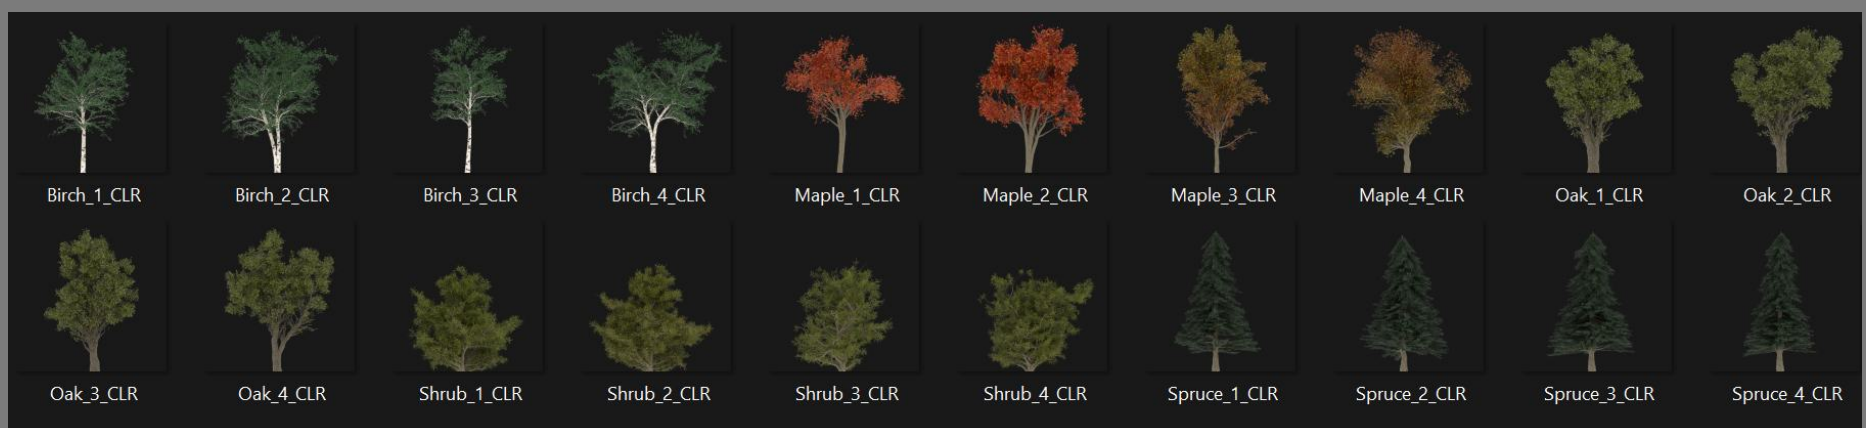 Birch_1_CLR Birch_2_CLR Birch_3_CLR Birch_4_CLR Maple_1_CLR Maple_2_CLR Maple_3_CLR Maple_4_CLR Oak_1_CLR Oak_2_CLR
Oak_3_CLR Oak_4_CLR Shrub_1_CLR Shrub_2_CLR Shrub_3_CLR Shrub_4_CLR Spruce_1_CLR Spruce_2_CLR Spruce_3_CLR Spruce_4_CLR